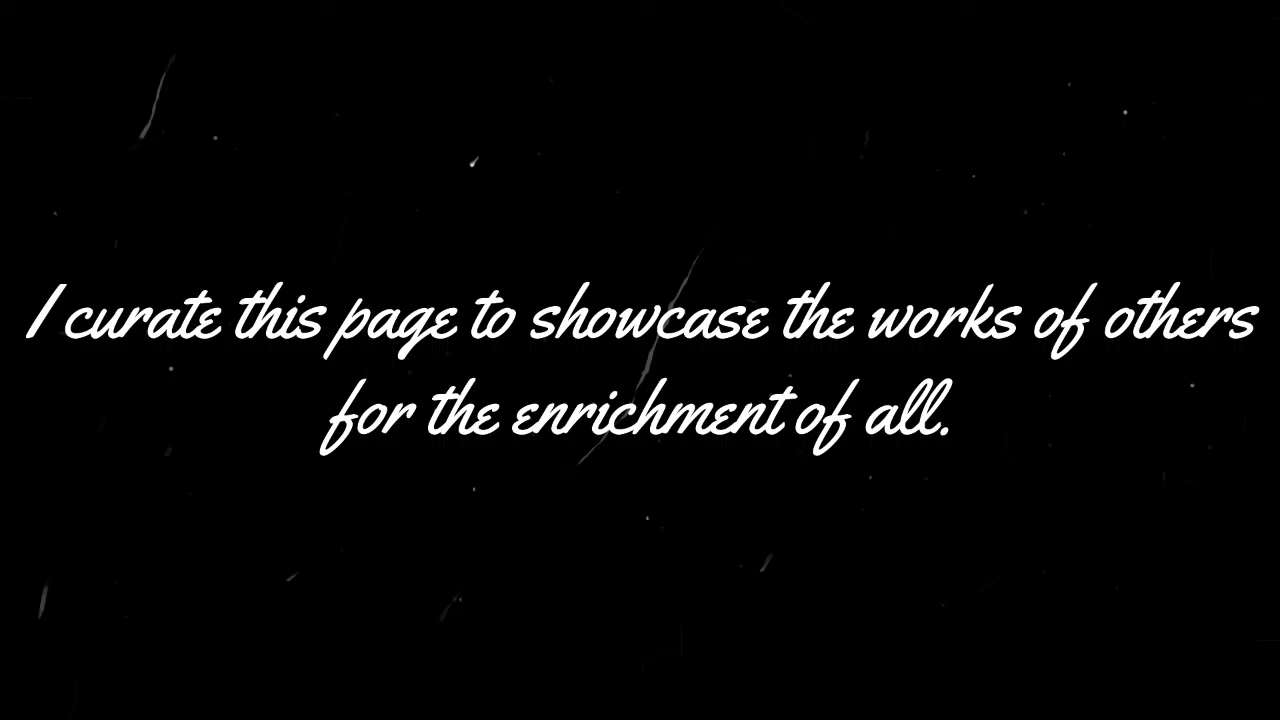 I curate this page to showcase the works of others
for the enrichment of all.